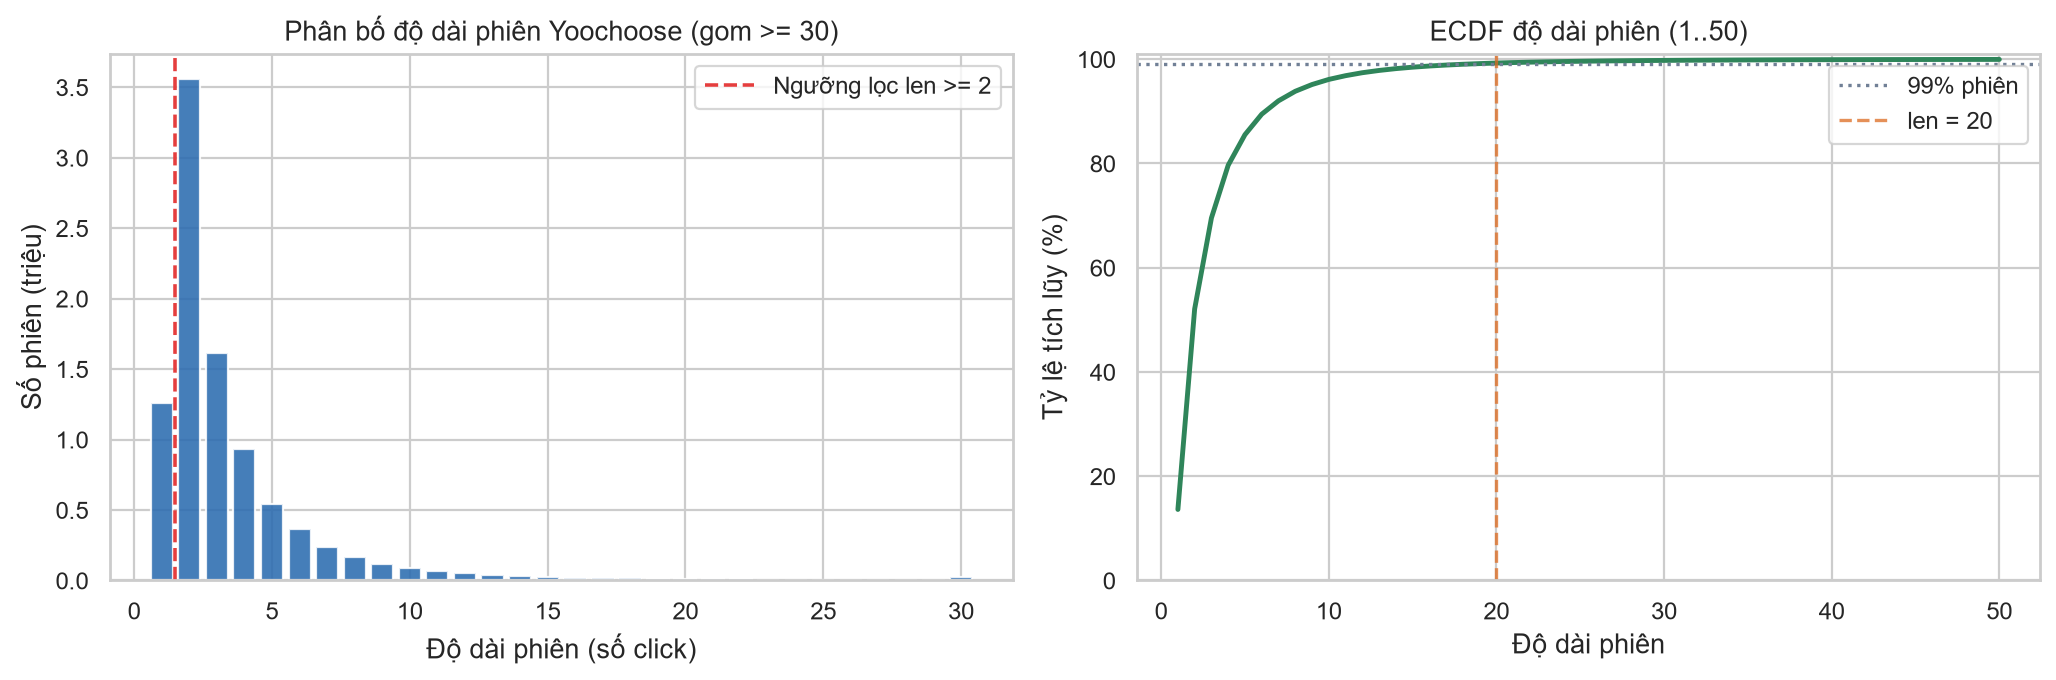 Phân bố độ dài phiên Yoochoose (gom >= 30)
Ngưỡng lọc len >= 2
Số phiên (triệu)
3.5
3.0
2.5
2.0
1.5
1.0
0.5
0.0
0 5 10 15 20 25 30
Độ dài phiên (số click)
ECDF độ dài phiên (1..50)
99% phiên
len = 20
Tỷ lệ tích lũy (%)
100
80
60
40
20
0
0 10 20 30 40 50
Độ dài phiên